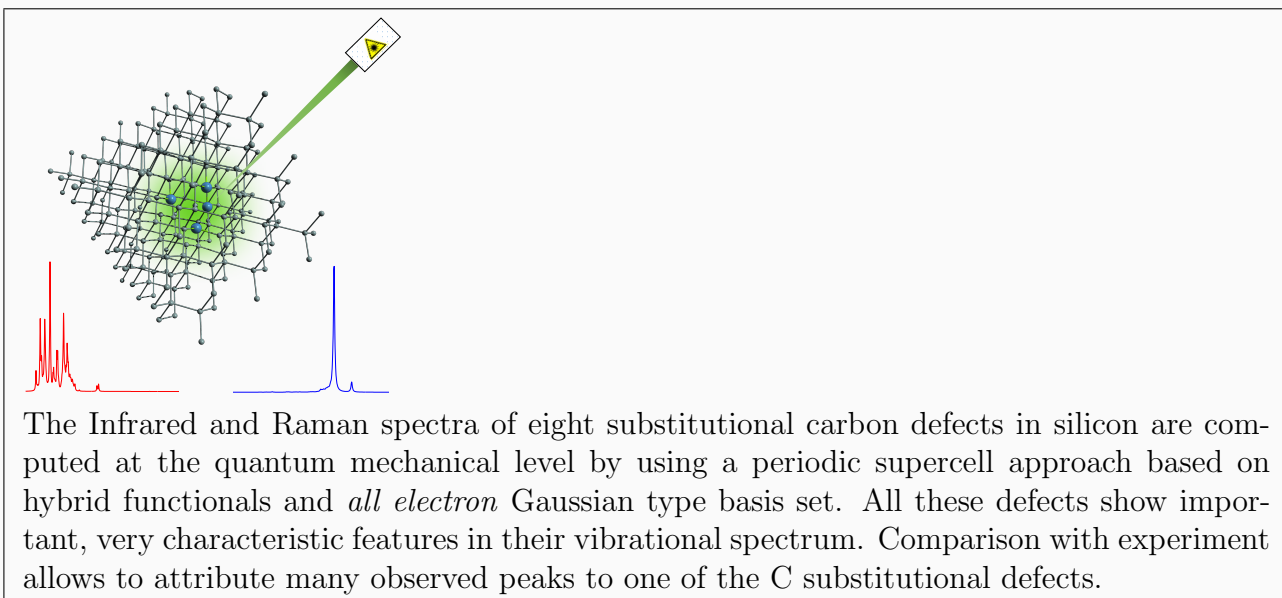 The Infrared and Raman spectra of eight substitutional carbon defects in silicon are com-
puted at the quantum mechanical level by using a periodic supercell approach based on
hybrid functionals and all electron Gaussian type basis set. All these defects show impor-
tant, very characteristic features in their vibrational spectrum. Comparison with experiment
allows to attribute many observed peaks to one of the C substitutional defects.